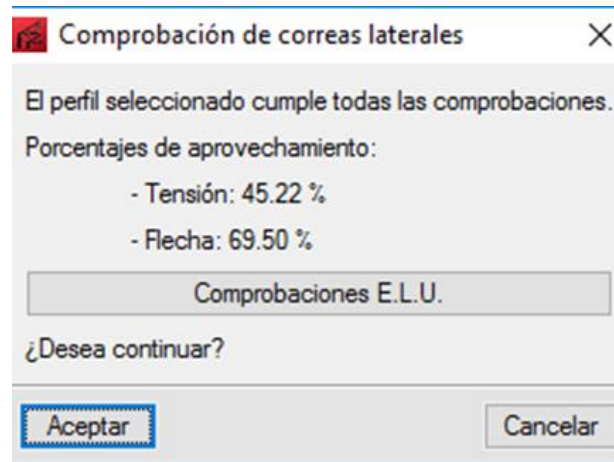 Comprobación de correas laterales
El perfil seleccionado cumple todas las comprobaciones.
Porcentajes de aprovechamiento:
- Tensión: 45.22 %
- Flecha: 69.50 %
Comprobaciones E.L.U.
¿Desea continuar?
Aceptar
Cancelar